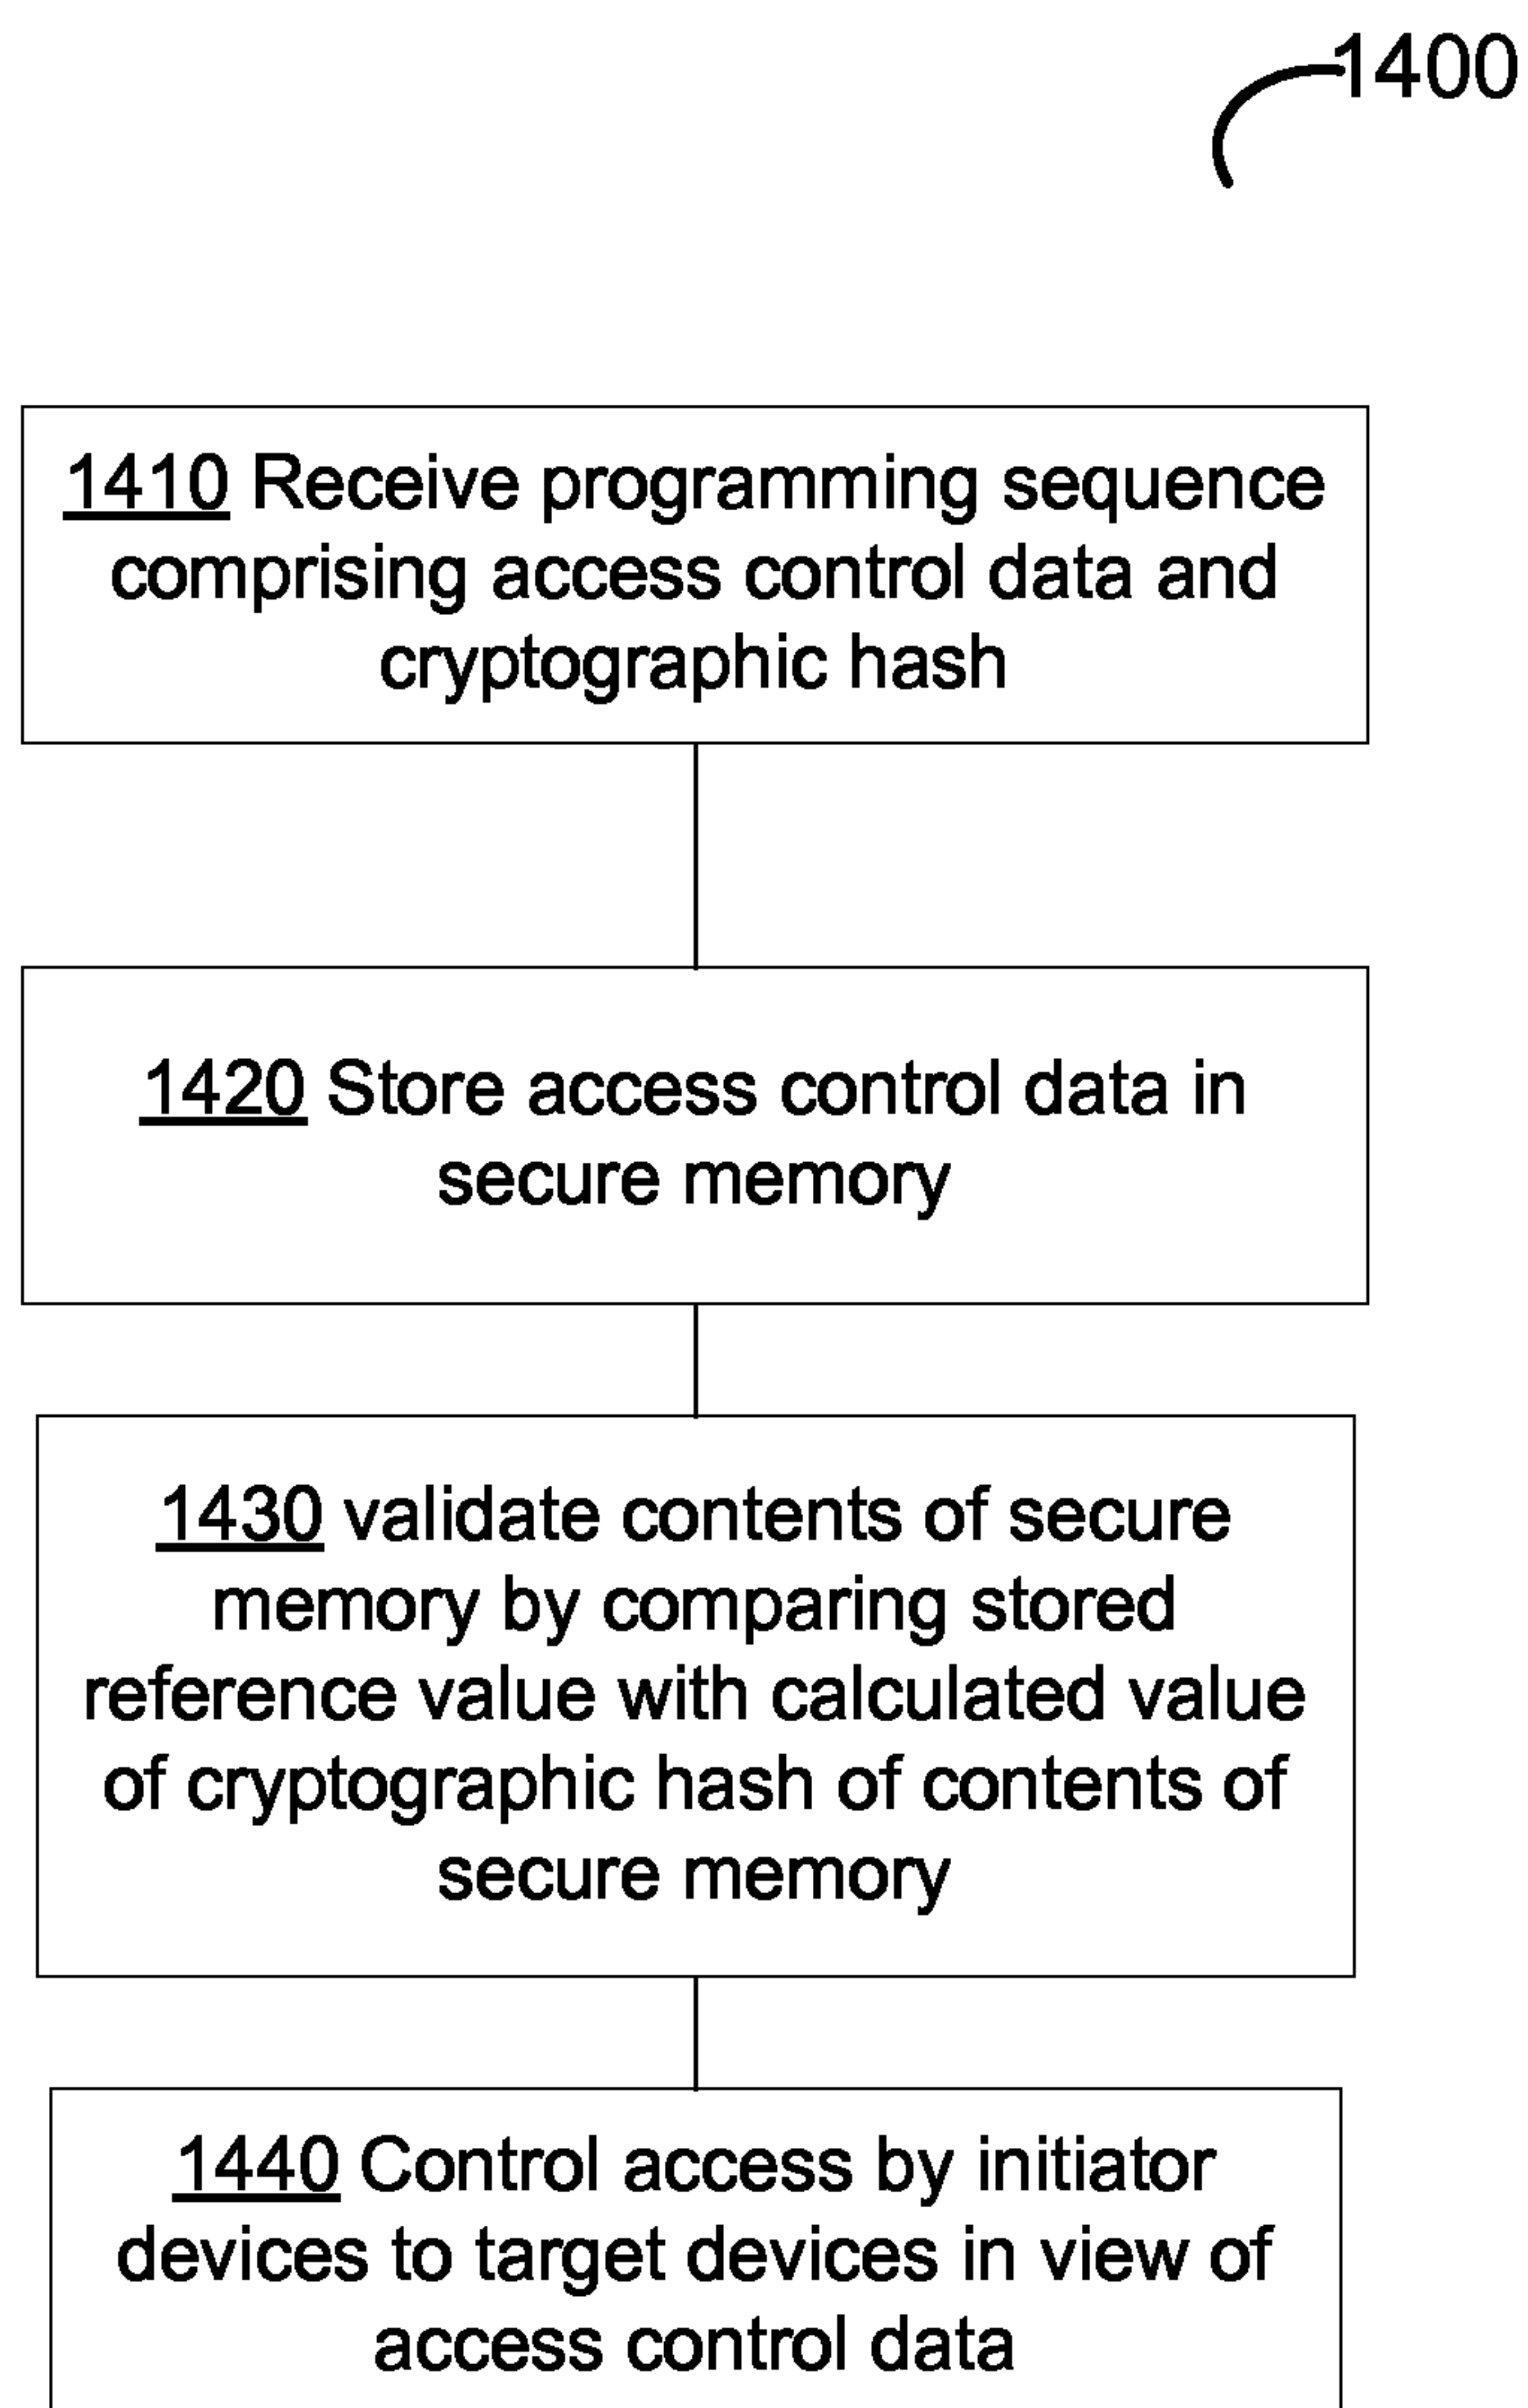 1400
1410 Receive programming sequence
comprising access control data and
cryptographic hash
1420 Store access control data in
secure memory
1430 validate contents of secure
memory by comparing stored
reference value with calculated value
of cryptographic hash of contents of
secure memory
1440 Control access by initiator
devices to target devices in view of
access control data